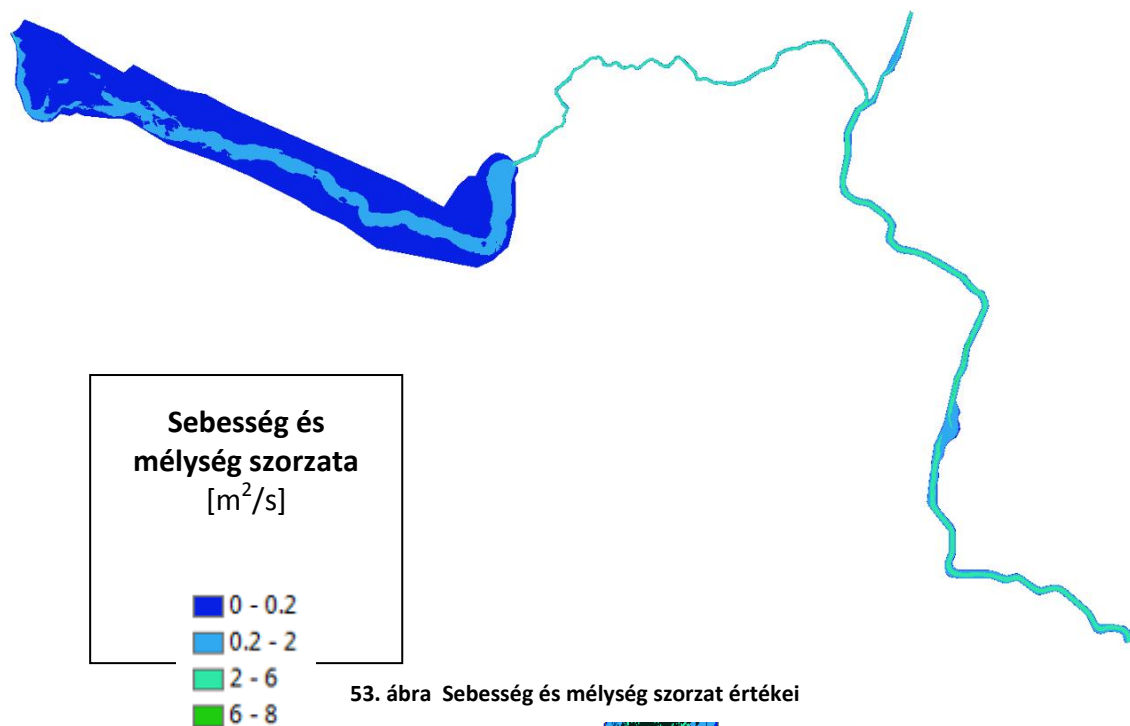 Sebesség és
mélység szorzata
[m²/s]
0 - 0.2
0.2 - 2
2 - 6
6 - 8
53. ábra Sebesség és mélység szorzat értékei